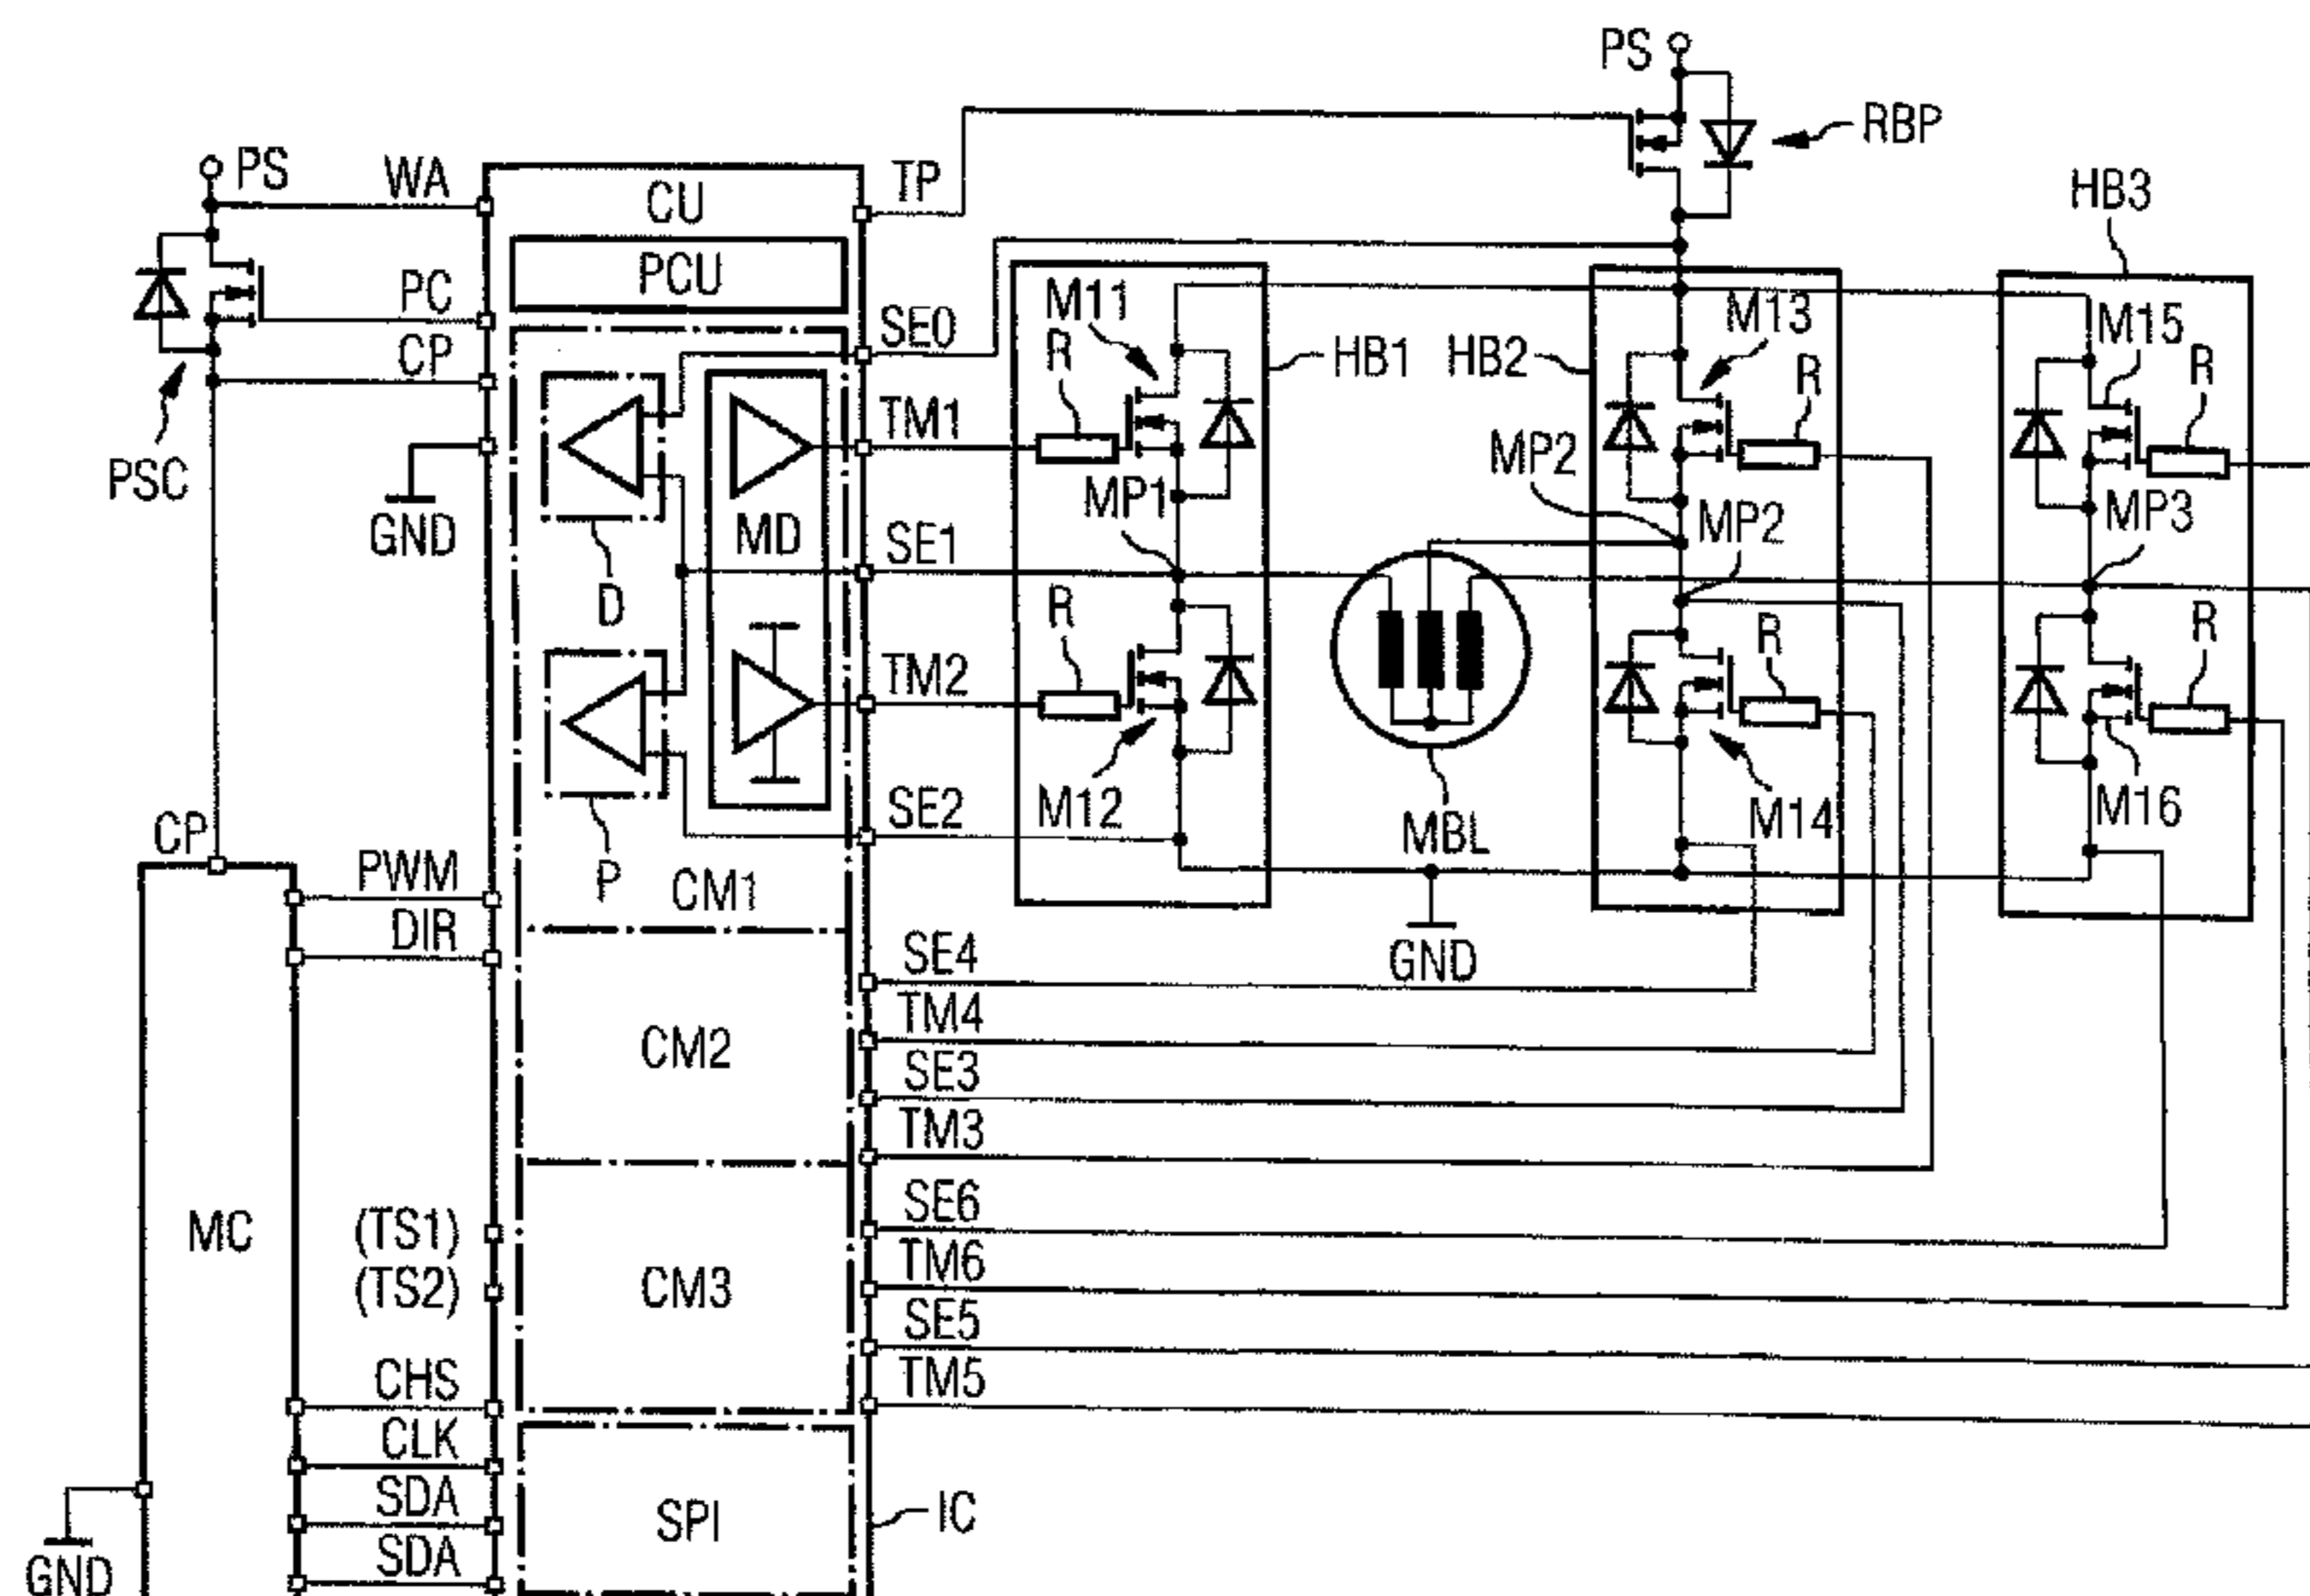 PS
RBP
PS
WA
CU
TP
HB3
PCU
PC
M11
SE0
M13
M15
R
HB1
HB2
R
R
CP
TM1
PSC
GND
MD
MP1
MP2
MP2
MP3
SE1
D
R
R
R
TM2
M12
SE2
MBL
M14
M16
CP
PWM
P
CM1
DIR
GND
SE4
TM4
CM2
SE3
TM3
MC
(TS1)
SE6
(TS2)
CM3
TM6
SE5
CHS
TM5
CLK
SDA
SPI
IC
GND
SDA